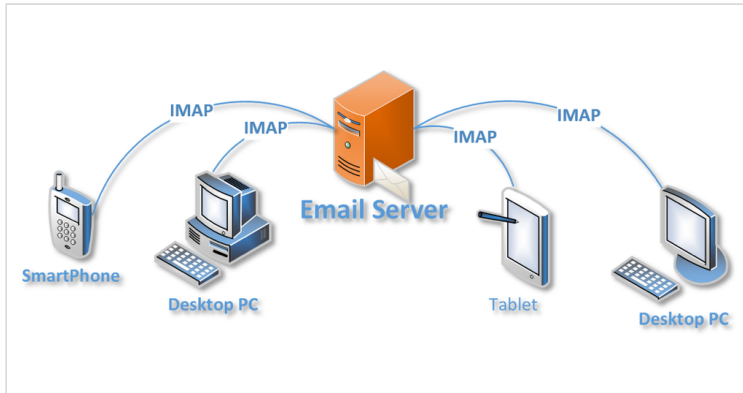 IMAP
IMAP
IMAP
IMAP
Email Server
SmartPhone
Desktop PC
Tablet
Desktop PC